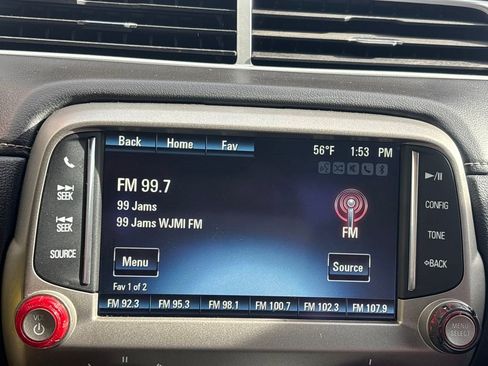 Back Home Fav 56°F 1:53 PM
FM 99.7
99 Jams
99 Jams WJMI FM
FM
Menu
Source
Fav 1 of 2
FM 92.3 FM 95.3 FM 98.1 FM 100.7 FM 102.3 FM 107.9
SEEK
SEEK
SOURCE
VOL
CONFIG
TONE
BACK
MENU
SELECT